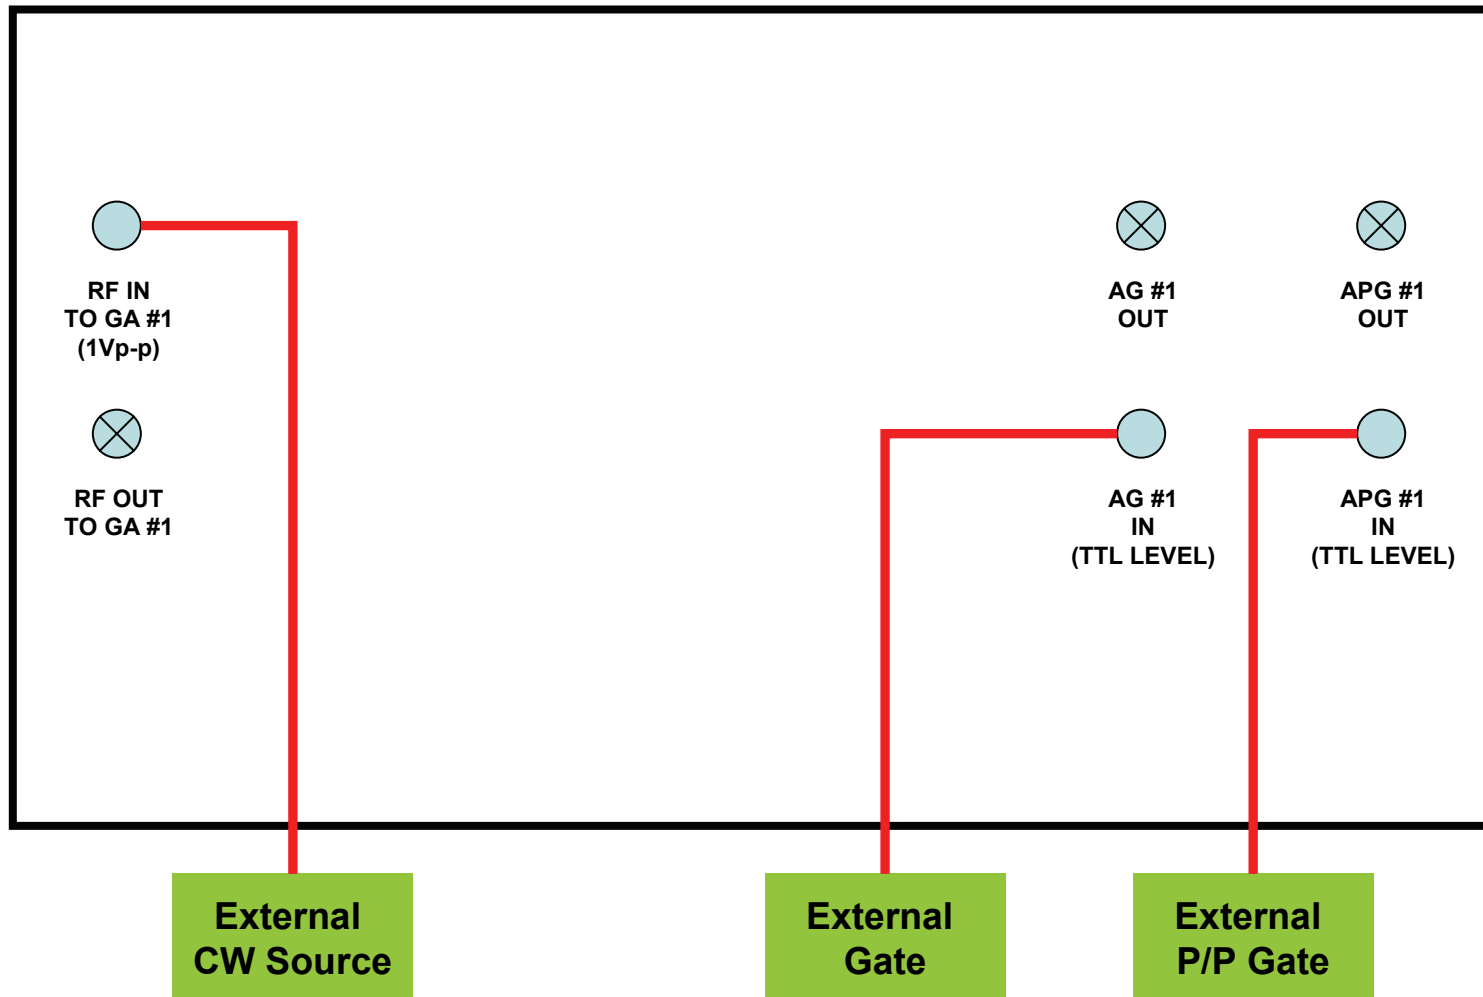 RF IN
TO GA #1
(1Vp-p)
AG #1
OUT
APG #1
OUT
RF OUT
TO GA #1
AG #1
IN
(TTL LEVEL)
APG #1
IN
(TTL LEVEL)
External
CW Source
External
Gate
External
P/P Gate